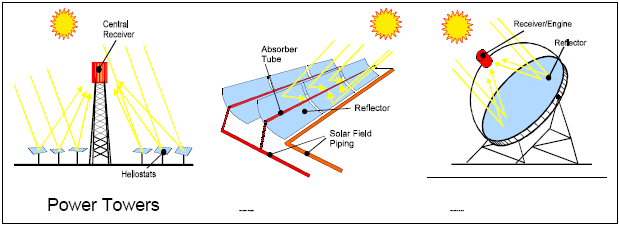 Central
Receiver
Heliostats
Power Towers
Absorber
Tube
Reflector
Solar Field
Piping
Receiver/Engine
Reflector